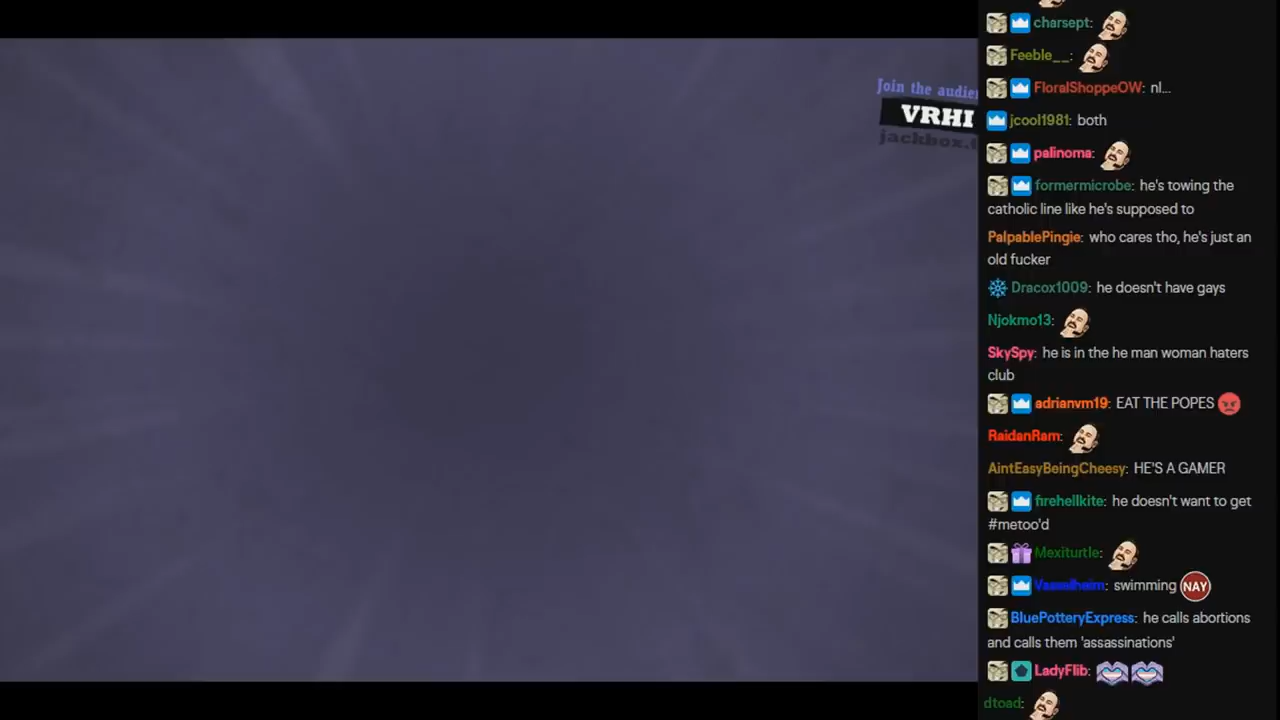 Join the audien
VRHI
jackbox.t
charsept:
Feeble__:
FloralShoppeOW: nl...
jcool1981: both
palinoma:
formermicrobe: he's towing the
catholic line like he's supposed to
PalpablePingie: who cares tho, he's just an
old fucker
Dracox1009: he doesn't have gays
Njokmo13:
SkySpy: he is in the he man woman haters
club
adrianvm19: EAT THE POPES
RaidanRam:
AintEasyBeingCheesy: HE'S A GAMER
firehellkite: he doesn't want to get
#metoo'd
Mexiturtle:
Vasselheim: swimming NAY
BluePotteryExpress: he calls abortions
and calls them 'assassinations'
LadyFlib:
dtoad: